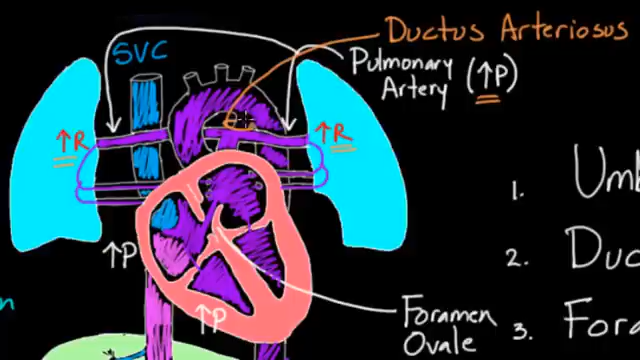 Ductus Arteriosus
SVC
Pulmonary
Artery (↑P)
↑R
↑R
1. Umb
2. Duc
↑P
↑P
Foramen
Ovale
3. Fora
n